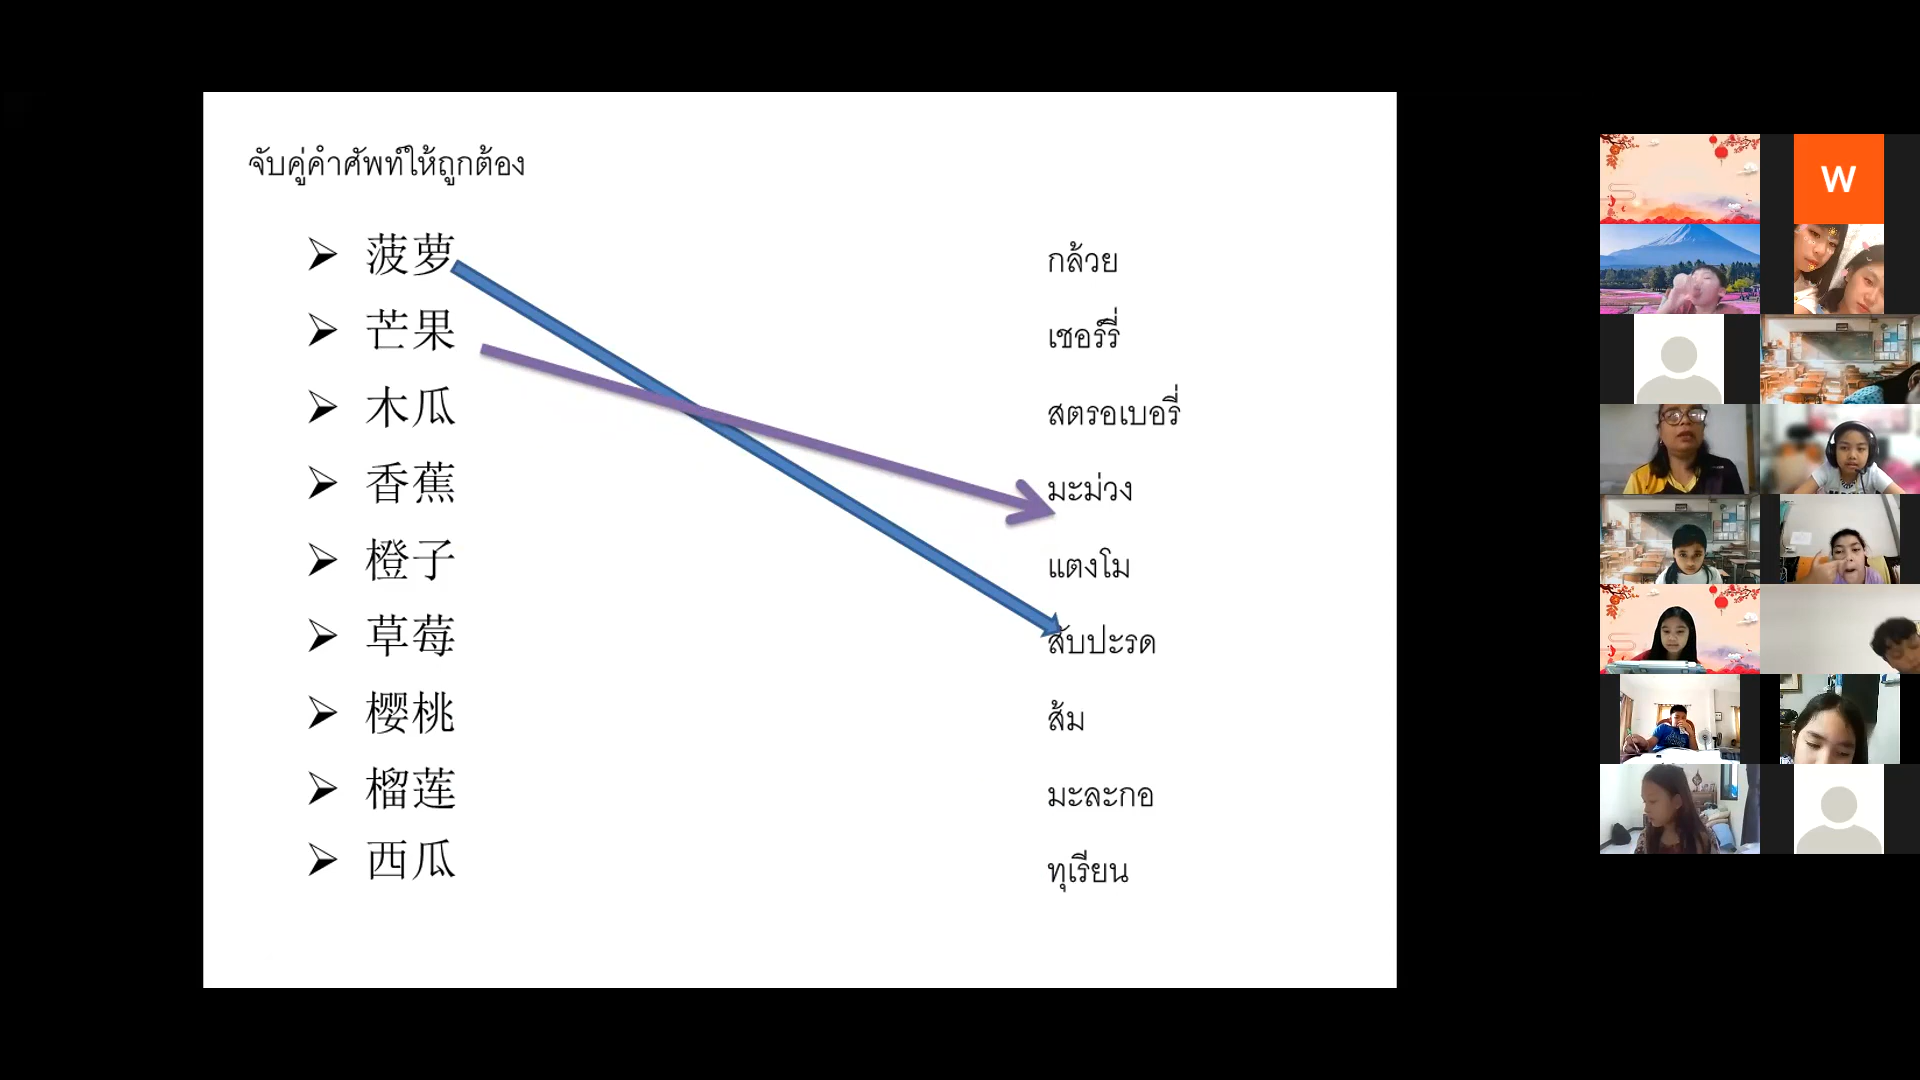 จับคู่คำศัพท์ให้ถูกต้อง
菠萝
กล้วย
芒果
เชอร์รี่
木瓜
สตรอเบอรี่
香蕉
มะม่วง
橙子
แตงโม
草莓
สับปะรด
樱桃
ส้ม
榴莲
มะละกอ
西瓜
ทุเรียน
W